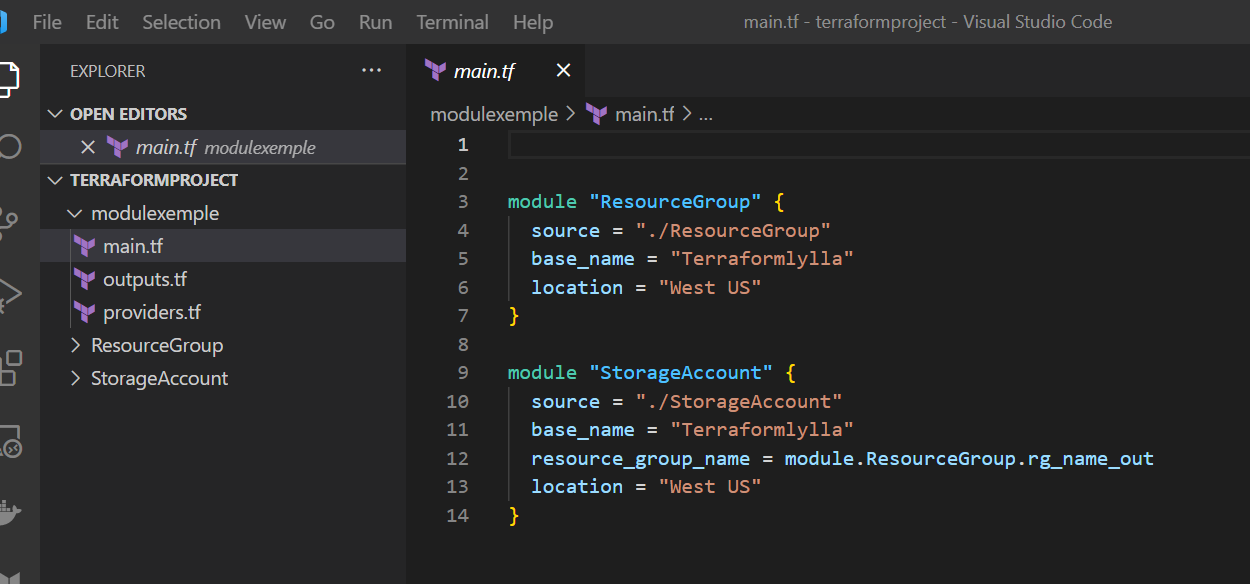 File Edit Selection View Go Run Terminal Help main.tf - terraformproject - Visual Studio Code
EXPLORER ...
OPEN EDITORS
main.tf modulexemple
TERRAFORMPROJECT
modulexemple
main.tf
outputs.tf
providers.tf
ResourceGroup
StorageAccount
main.tf
modulexemple > main.tf > ...
1
2
3 module "ResourceGroup" {
4 source = "./ResourceGroup"
5 base_name = "Terraformlylla"
6 location = "West US"
7 }
8
9 module "StorageAccount" {
10 source = "./StorageAccount"
11 base_name = "Terraformlylla"
12 resource_group_name = module.ResourceGroup.rg_name_out
13 location = "West US"
14 }